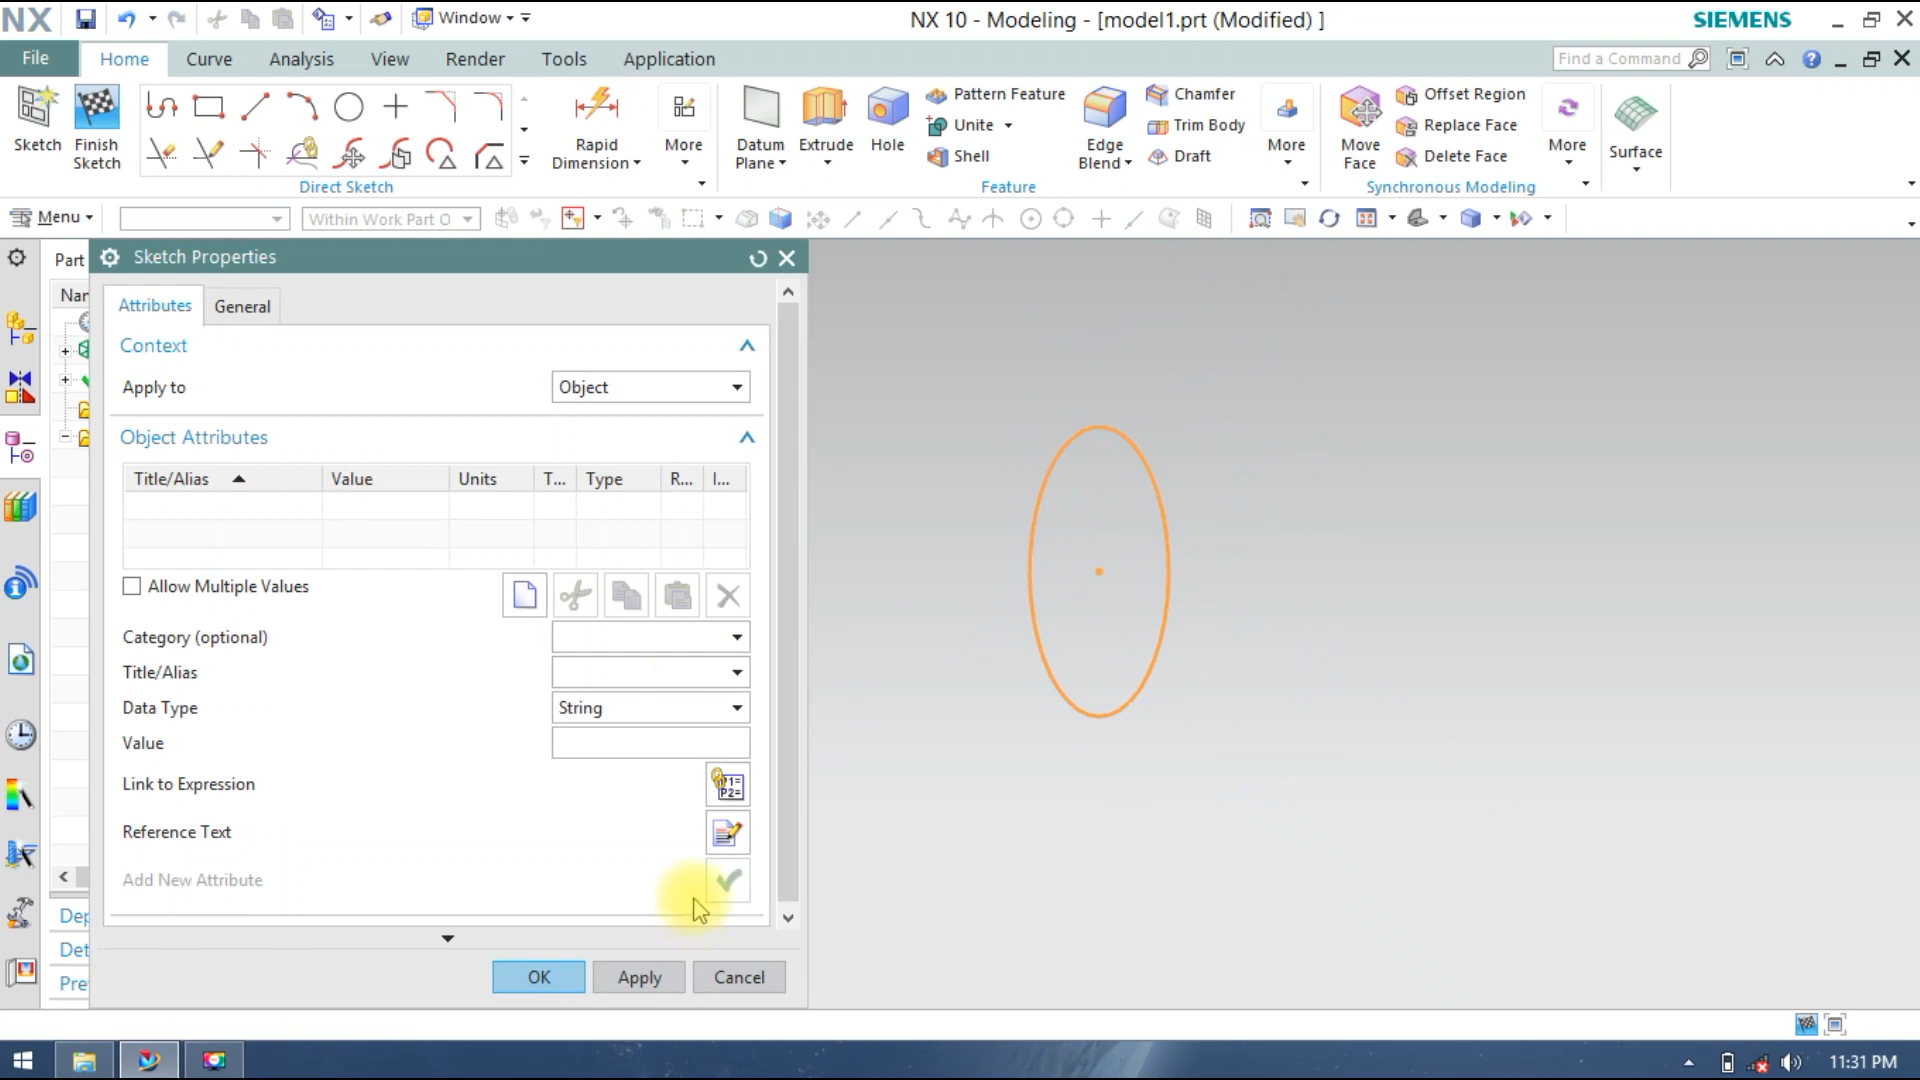 NX
Window
NX 10 - Modeling - [model1.prt (Modified) ]
SIEMENS
File
Home
Curve
Analysis
View
Render
Tools
Application
Find a Command
Sketch
Finish Sketch
Direct Sketch
Rapid Dimension
More
Datum Plane
Extrude
Hole
Pattern Feature
Unite
Shell
Edge Blend
Chamfer
Trim Body
Draft
More
Feature
Move Face
Offset Region
Replace Face
Delete Face
More
Synchronous Modeling
Surface
Menu
Within Work Part O
Part
Nar
Sketch Properties
Attributes
General
Context
Apply to
Object
Object Attributes
Title/Alias
Value
Units
T...
Type
R...
I...
Allow Multiple Values
Category (optional)
Title/Alias
Data Type
String
Value
Link to Expression
P1=
P2=
Reference Text
Add New Attribute
Dep
Det
Pre
OK
Apply
Cancel
11:31 PM